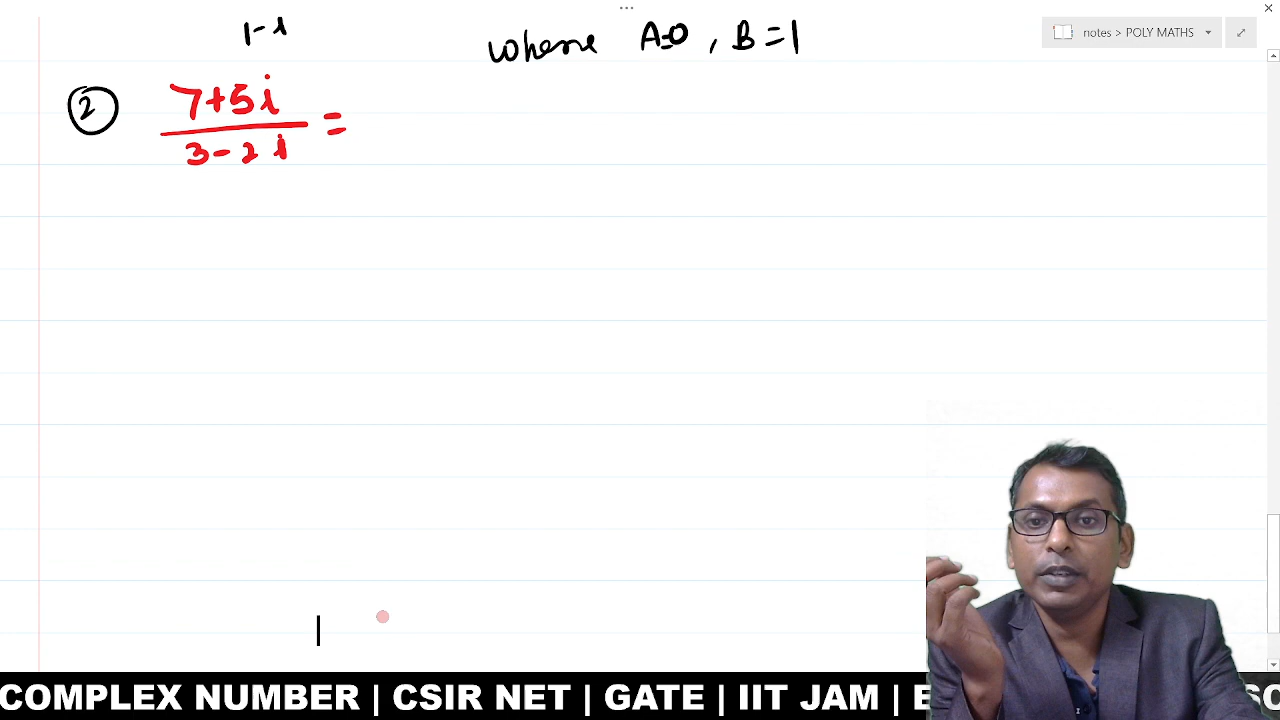 1-i
where A=0, B=1
notes > POLY MATHS
② 7+5i
3-2i =
COMPLEX NUMBER | CSIR NET | GATE | IIT JAM | E
SC